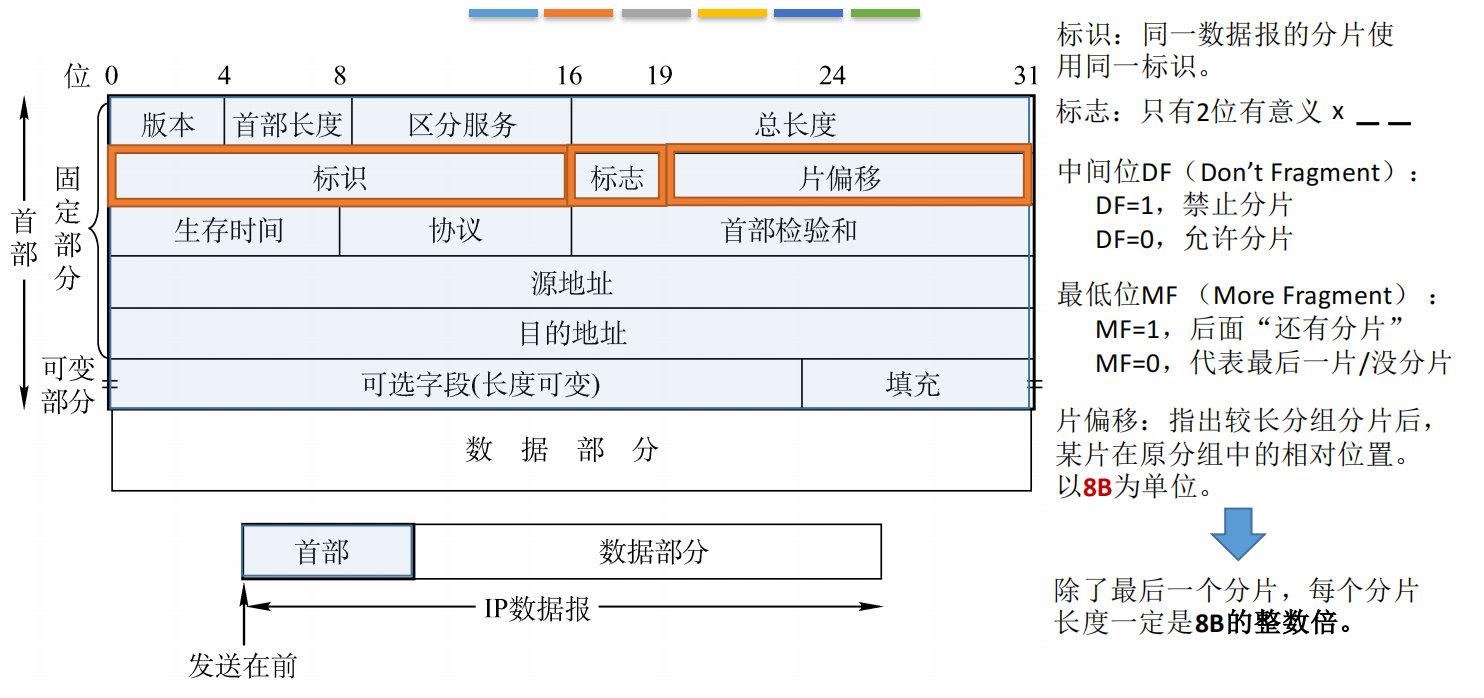 位 0 4 8 16 19 24 31
版本 首部长度 区分服务 总长度
标识 标志 片偏移
生存时间 协议 首部检验和
源地址
目的地址
可选字段(长度可变) 填充
数 据 部 分
首部
固定部分
可变
部分
首部 数据部分
IP数据报
发送在前
标识：同一数据报的分片使
用同一标识。
标志：只有2位有意义 x _ _
中间位DF（Don’t Fragment）：
DF=1，禁止分片
DF=0，允许分片
最低位MF （More Fragment） ：
MF=1，后面“还有分片”
MF=0，代表最后一片/没分片
片偏移：指出较长分组分片后，
某片在原分组中的相对位置。
以8B为单位。
除了最后一个分片，每个分片
长度一定是8B的整数倍。